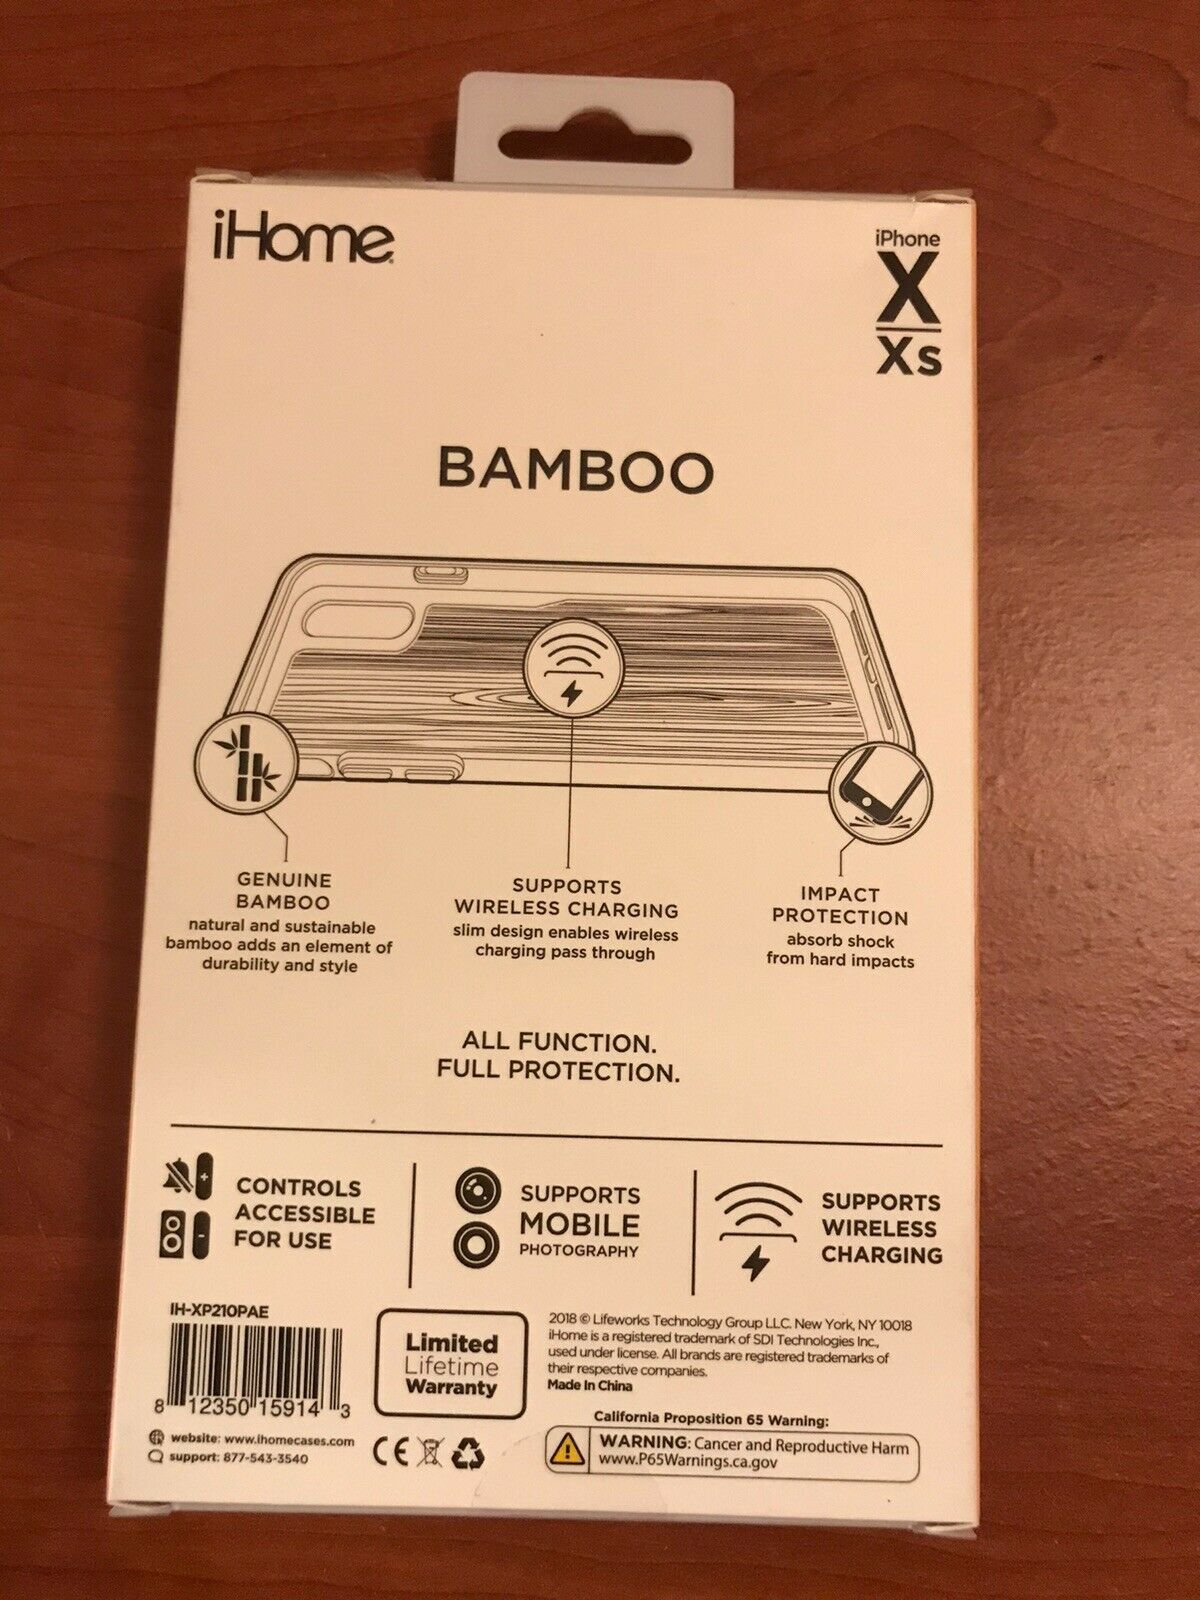 iHome
iPhone
X
Xs
BAMBOO
GENUINE
BAMBOO
natural and sustainable
bamboo adds an element of
durability and style
SUPPORTS
WIRELESS CHARGING
slim design enables wireless
charging pass through
IMPACT
PROTECTION
absorb shock
from hard impacts
ALL FUNCTION.
FULL PROTECTION.
CONTROLS
ACCESSIBLE
FOR USE
SUPPORTS
MOBILE
PHOTOGRAPHY
SUPPORTS
WIRELESS
CHARGING
IH-XP210PAE
8 12350 15914 3
website: www.ihomecases.com
support: 877-543-3540
Limited
Lifetime
Warranty
CE
2018 © Lifeworks Technology Group LLC. New York, NY 10018
iHome is a registered trademark of SDI Technologies Inc.,
used under license. All brands are registered trademarks of
their respective companies.
Made In China
California Proposition 65 Warning:
WARNING: Cancer and Reproductive Harm
www.P65Warnings.ca.gov